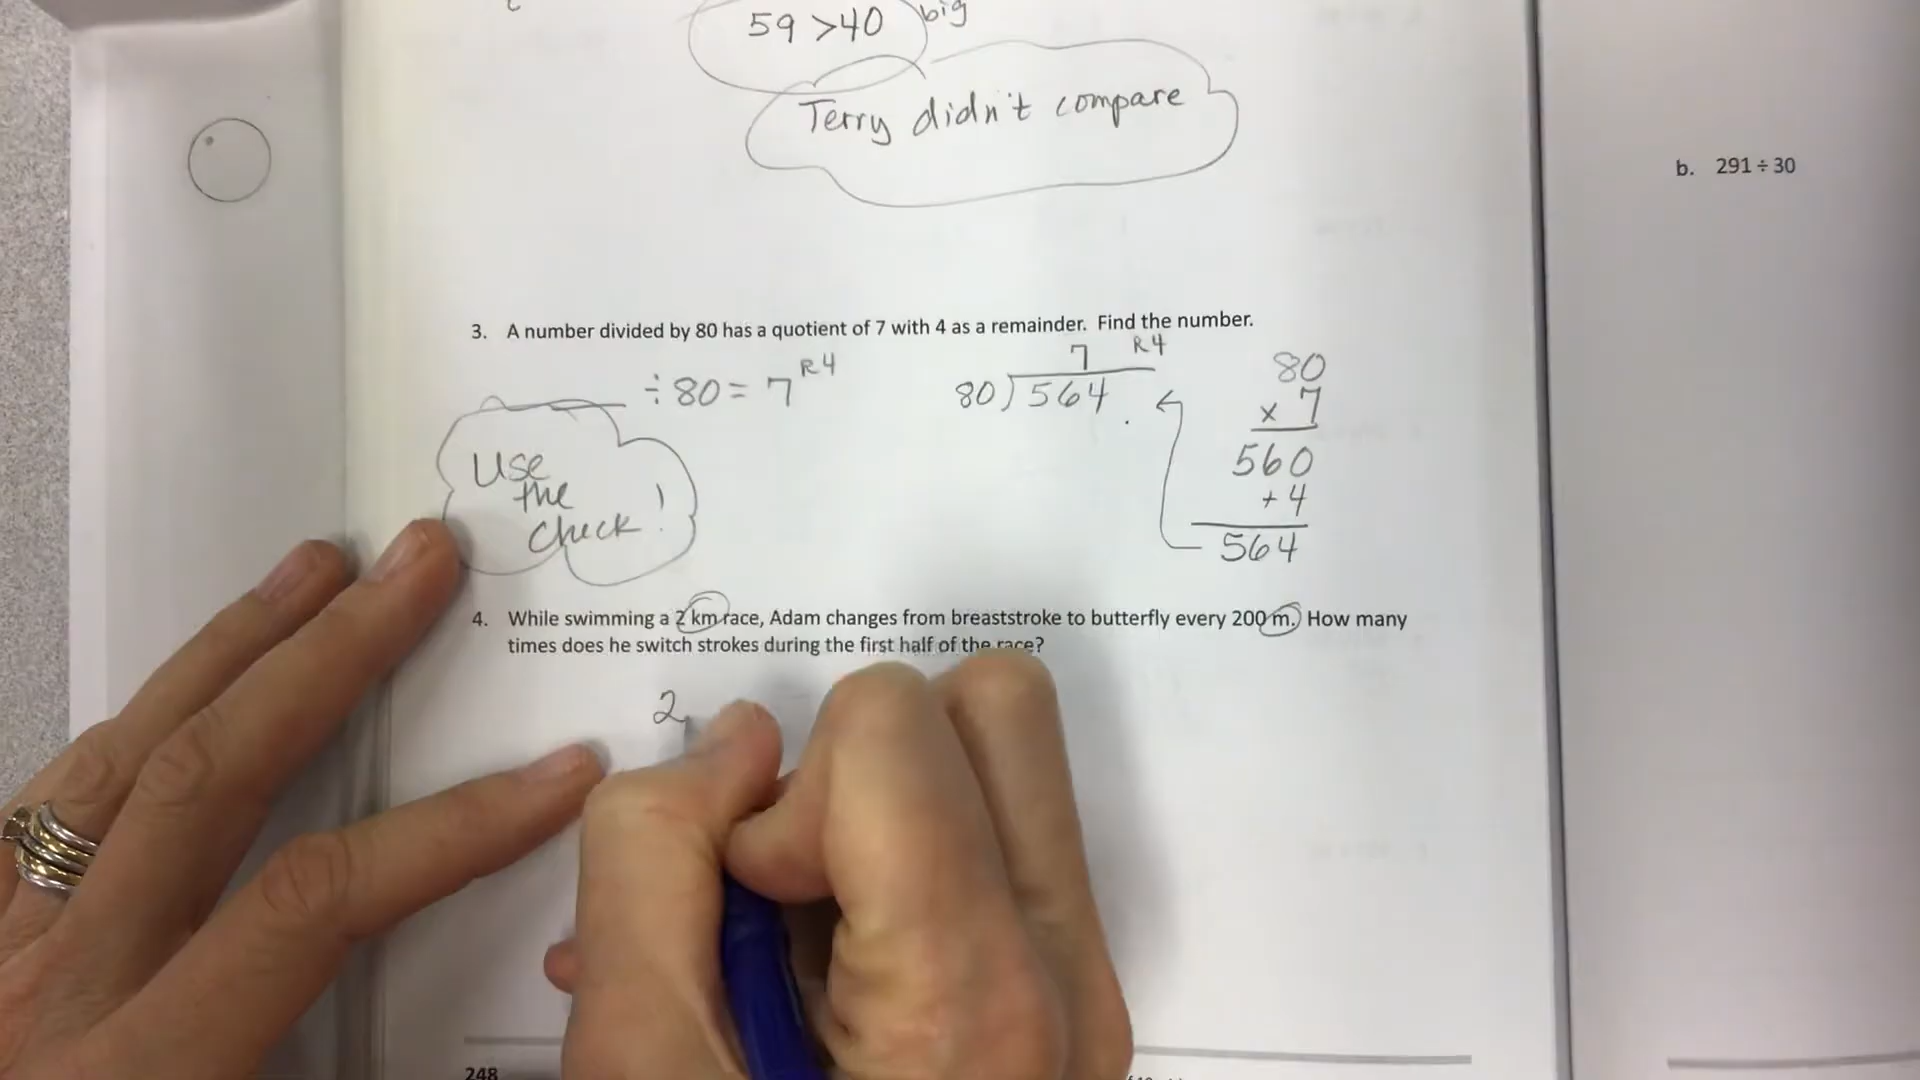 59 >40 big
Terry didn't compare
b. 291 ÷ 30
3. A number divided by 80 has a quotient of 7 with 4 as a remainder. Find the number.
÷ 80 = 7 R4
7 R4
80)564
80
x 7
560
+ 4
564
Use
the
Check!
4. While swimming a 2 km race, Adam changes from breaststroke to butterfly every 200 m. How many
times does he switch strokes during the first half of the race?
2
248